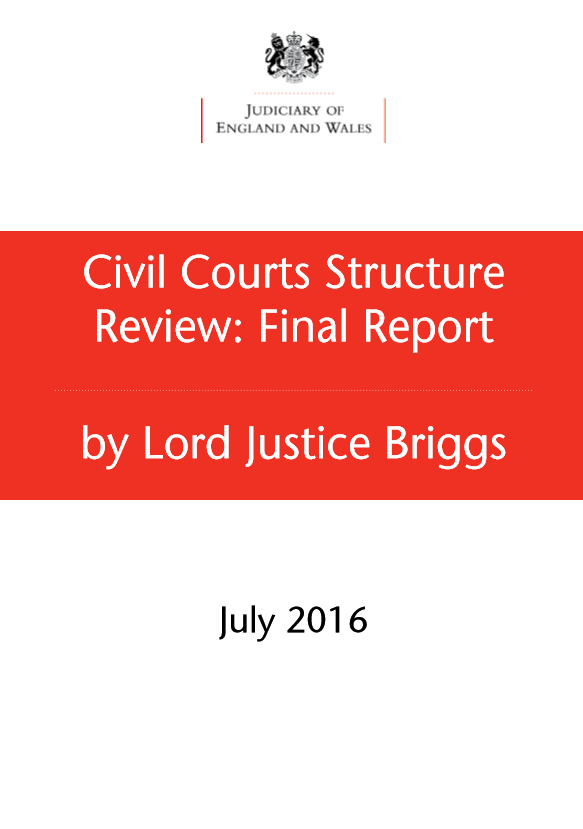 JUDICIARY OF
ENGLAND AND WALES
Civil Courts Structure
Review: Final Report
by Lord Justice Briggs
July 2016